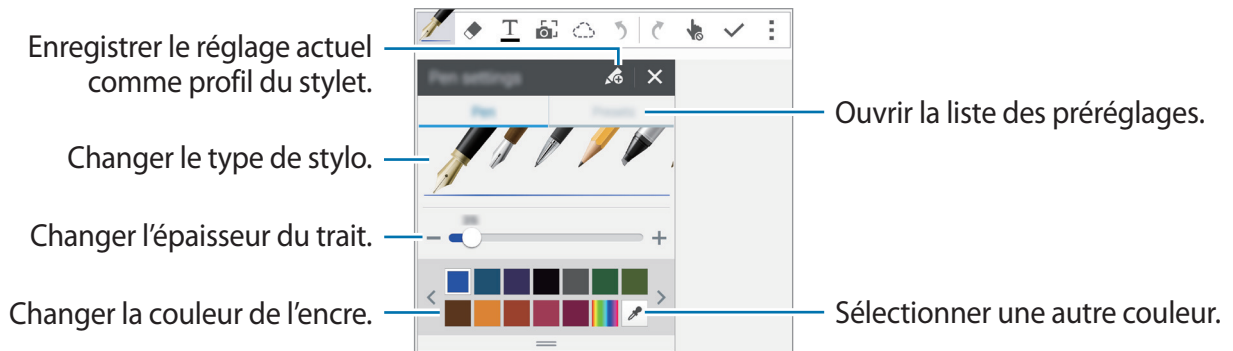 Enregistrer le réglage actuel
comme profil du stylet.
T
Pen settings
Pen
Presets
Ouvrir la liste des préréglages.
Changer le type de stylo.
Changer l’épaisseur du trait.
Changer la couleur de l’encre.
Sélectionner une autre couleur.